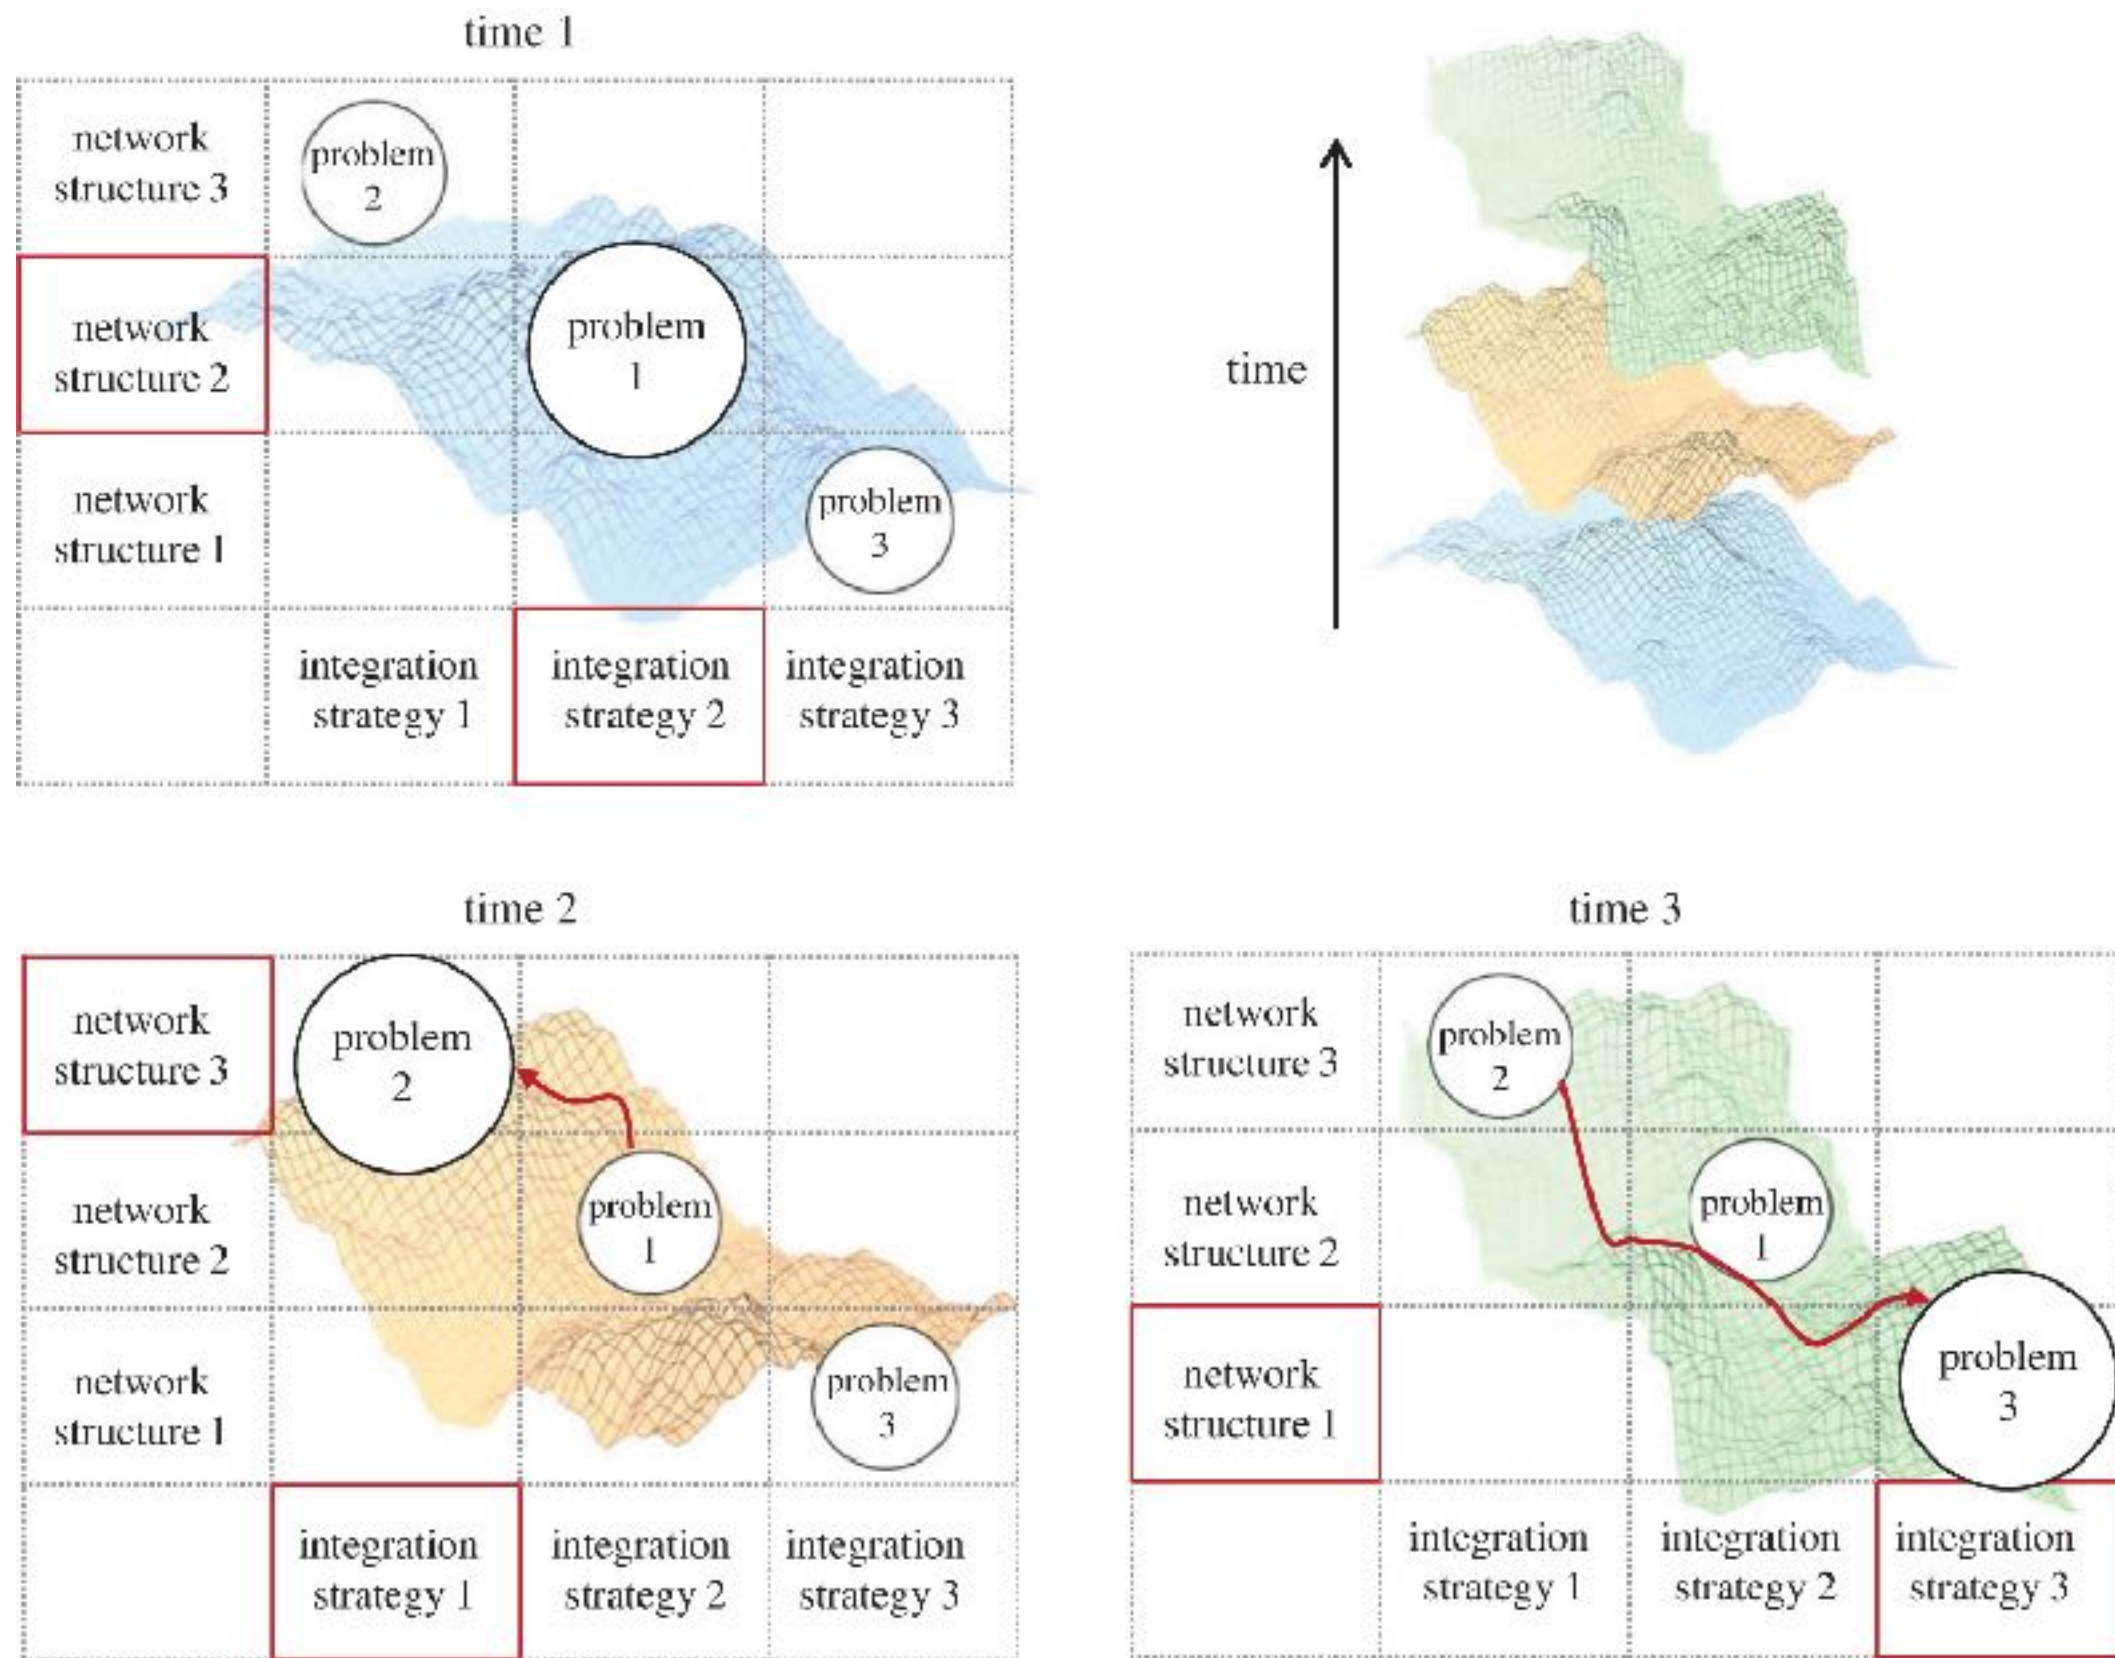 time 1
network
structure 3
problem
2
network
structure 2
problem
1
network
structure 1
problem
3
integration
strategy 1
integration
strategy 2
integration
strategy 3
time
time 2
network
structure 3
problem
2
network
structure 2
problem
1
network
structure 1
problem
3
integration
strategy 1
integration
strategy 2
integration
strategy 3
time 3
network
structure 3
problem
2
network
structure 2
problem
1
network
structure 1
problem
3
integration
strategy 1
integration
strategy 2
integration
strategy 3